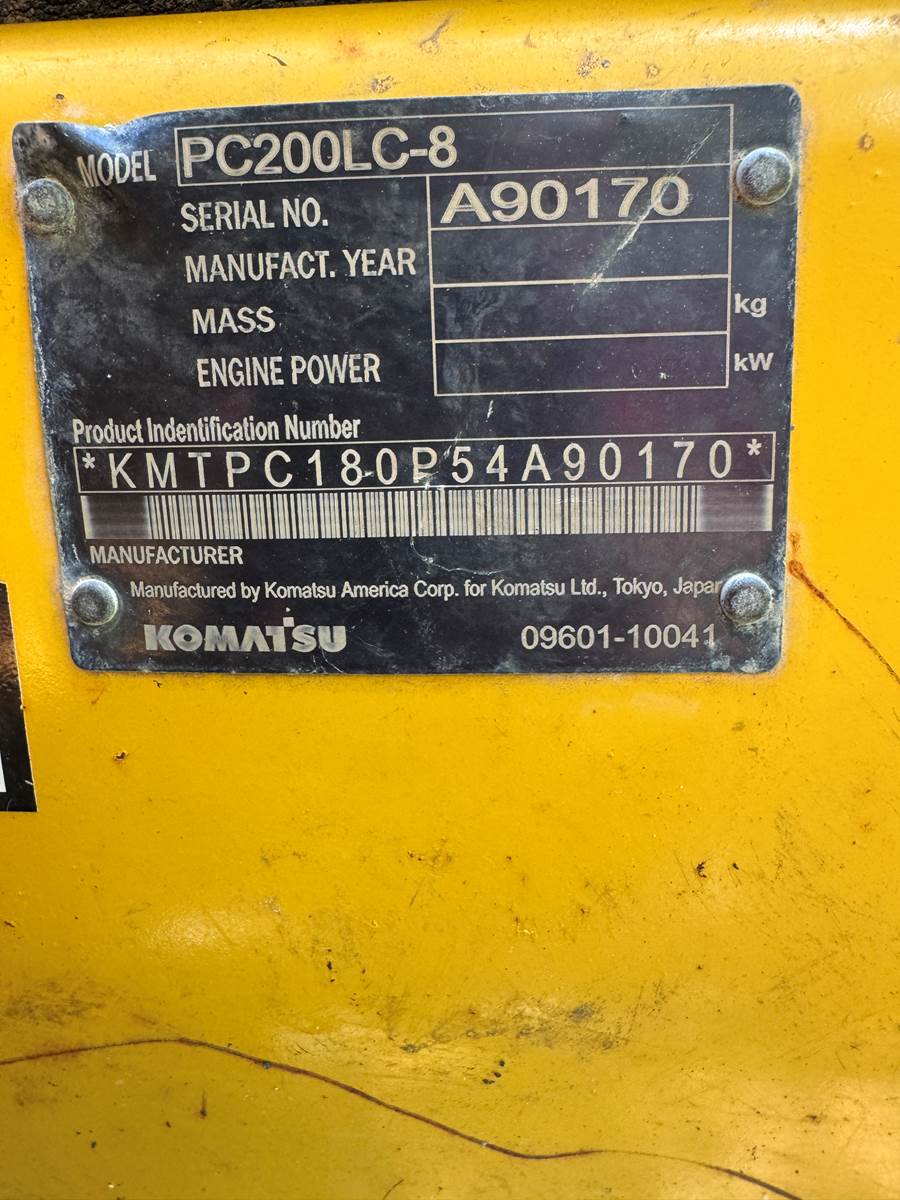 MODEL PC200LC-8
SERIAL NO. A90170
MANUFACT. YEAR
MASS kg
ENGINE POWER kW
Product Indentification Number
*KMTPC180P54A90170*
MANUFACTURER
Manufactured by Komatsu America Corp. for Komatsu Ltd., Tokyo, Japan
KOMATSU 09601-10041